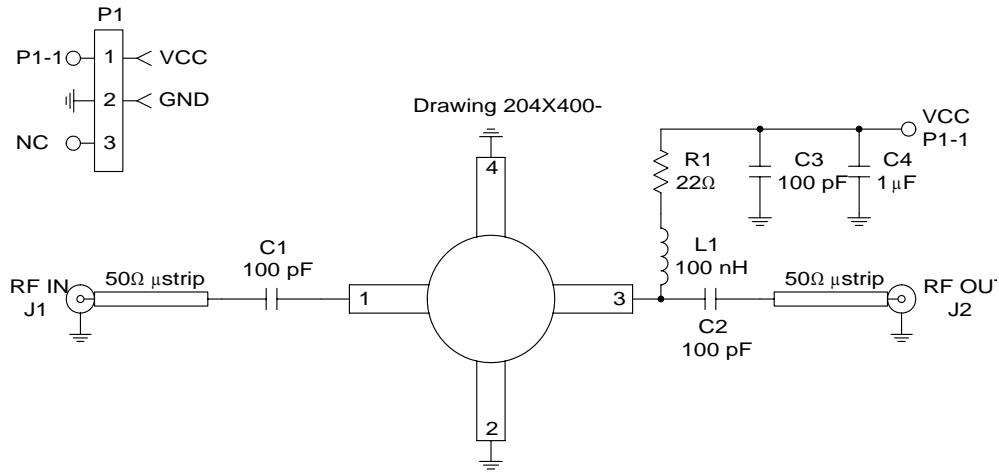 P1
P1-1
1
VCC
2
GND
NC
3
Drawing 204X400-
4
VCC
P1-1
R1
22Ω
C3
100 pF
C4
1 µF
C1
100 pF
L1
100 nH
RF IN
J1
50Ω µstrip
1
3
50Ω µstrip
RF OUT
J2
C2
100 pF
2